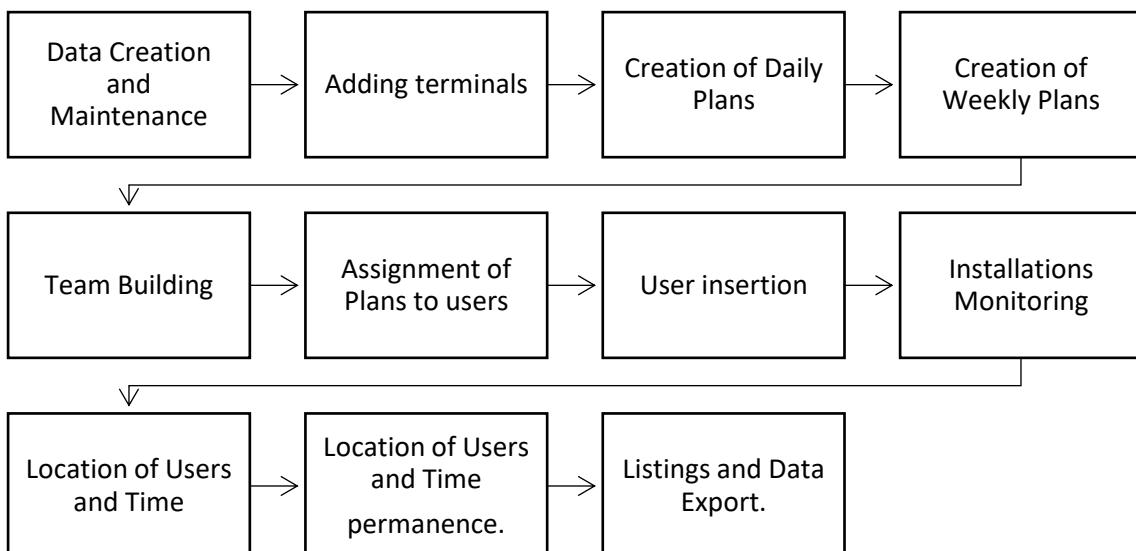 Data Creation
and
Maintenance
Adding terminals
Creation of Daily
Plans
Creation of
Weekly Plans
Team Building
Assignment of
Plans to users
User insertion
Installations
Monitoring
Location of Users
and Time
Location of Users
and Time
permanence.
Listings and Data
Export.